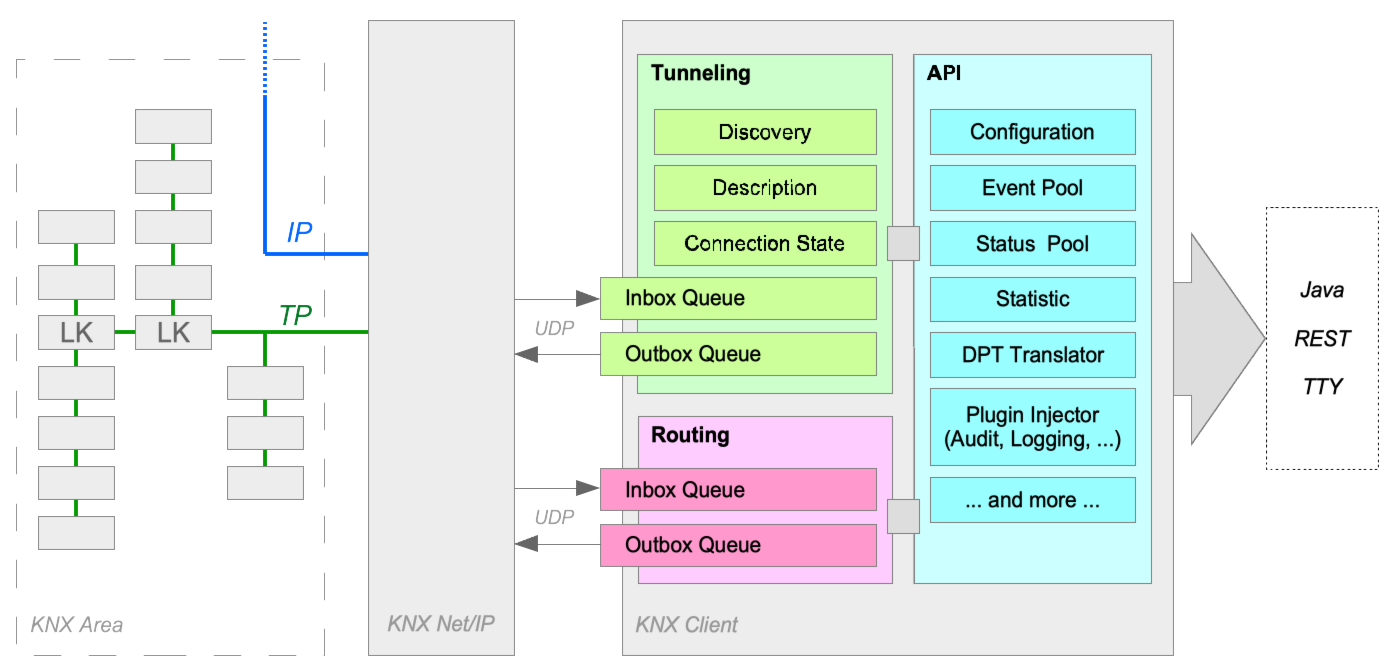 IP
TP
LK
LK
KNX Area
KNX Net/IP
UDP
UDP
Tunneling
Discovery
Description
Connection State
Inbox Queue
Outbox Queue
Routing
Inbox Queue
Outbox Queue
KNX Client
API
Configuration
Event Pool
Status Pool
Statistic
DPT Translator
Plugin Injector
(Audit, Logging, ...)
... and more ...
Java
REST
TTY